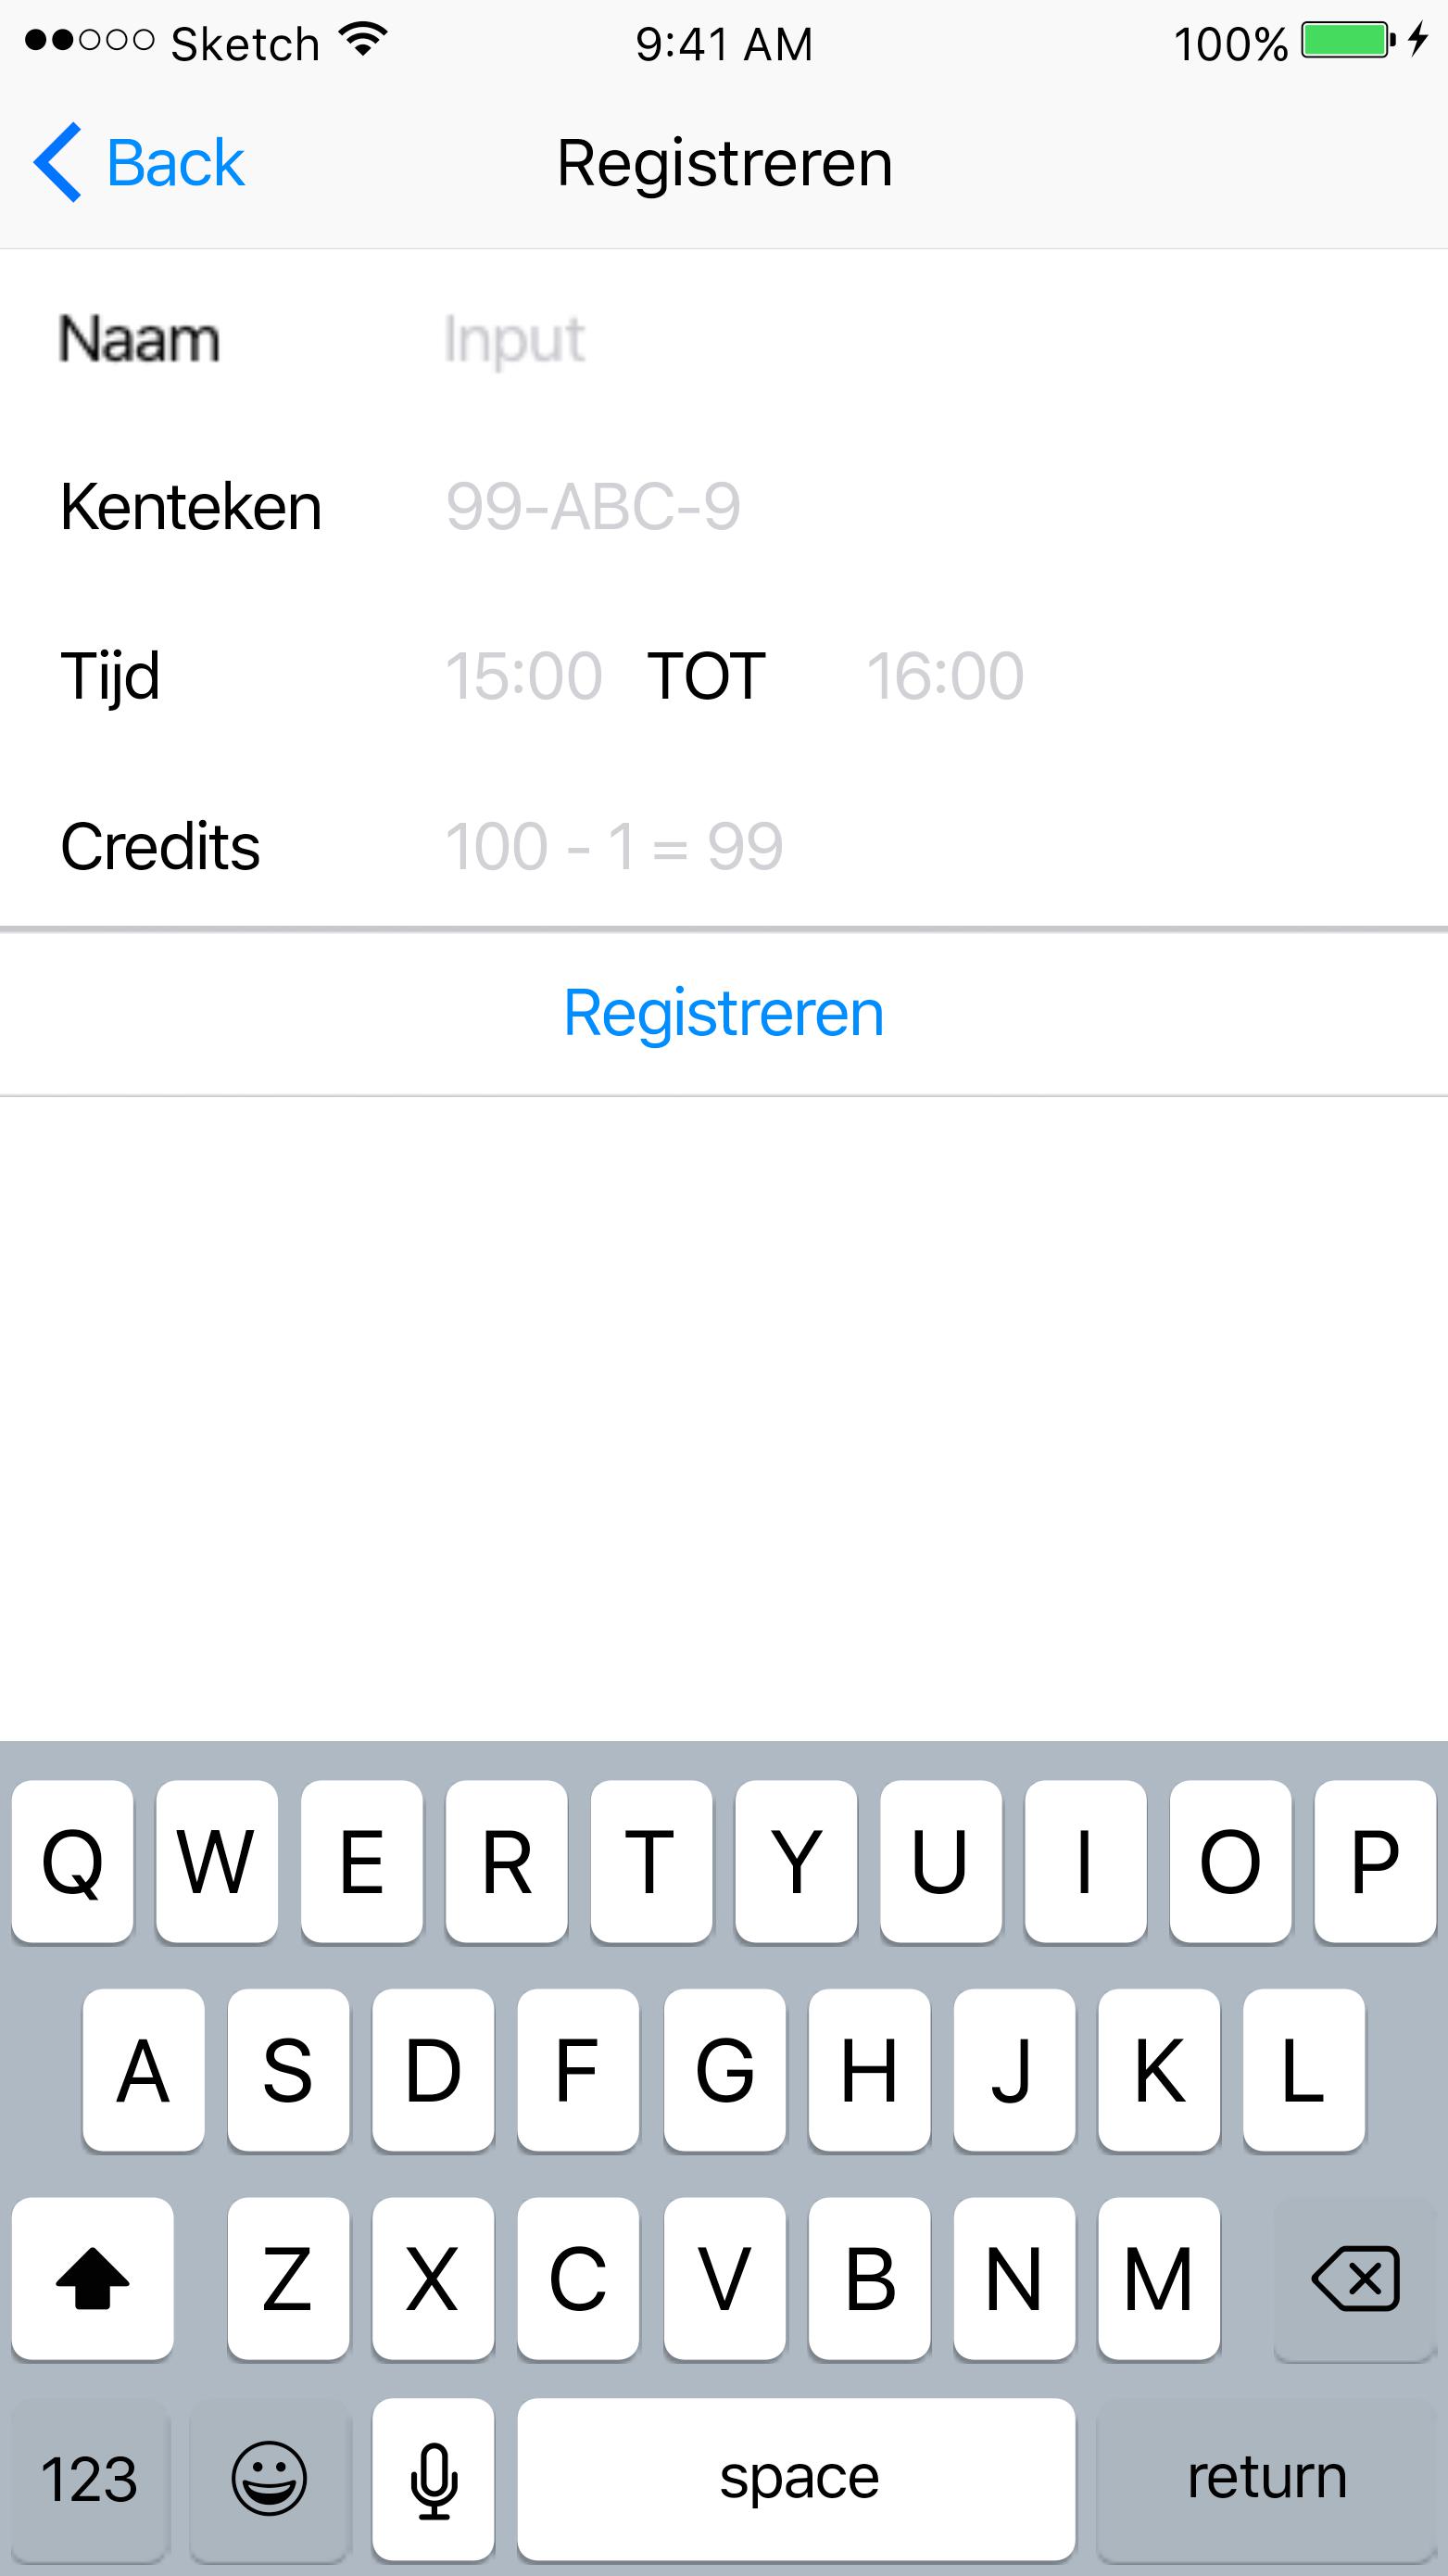 Sketch 9:41 AM 100%
Back Registreren
Naam Input
Kenteken 99-ABC-9
Tijd 15:00 TOT 16:00
Credits 100 - 1 = 99
Registreren
Q W E R T Y U I O P
A S D F G H J K L
Z X C V B N M
123 space return